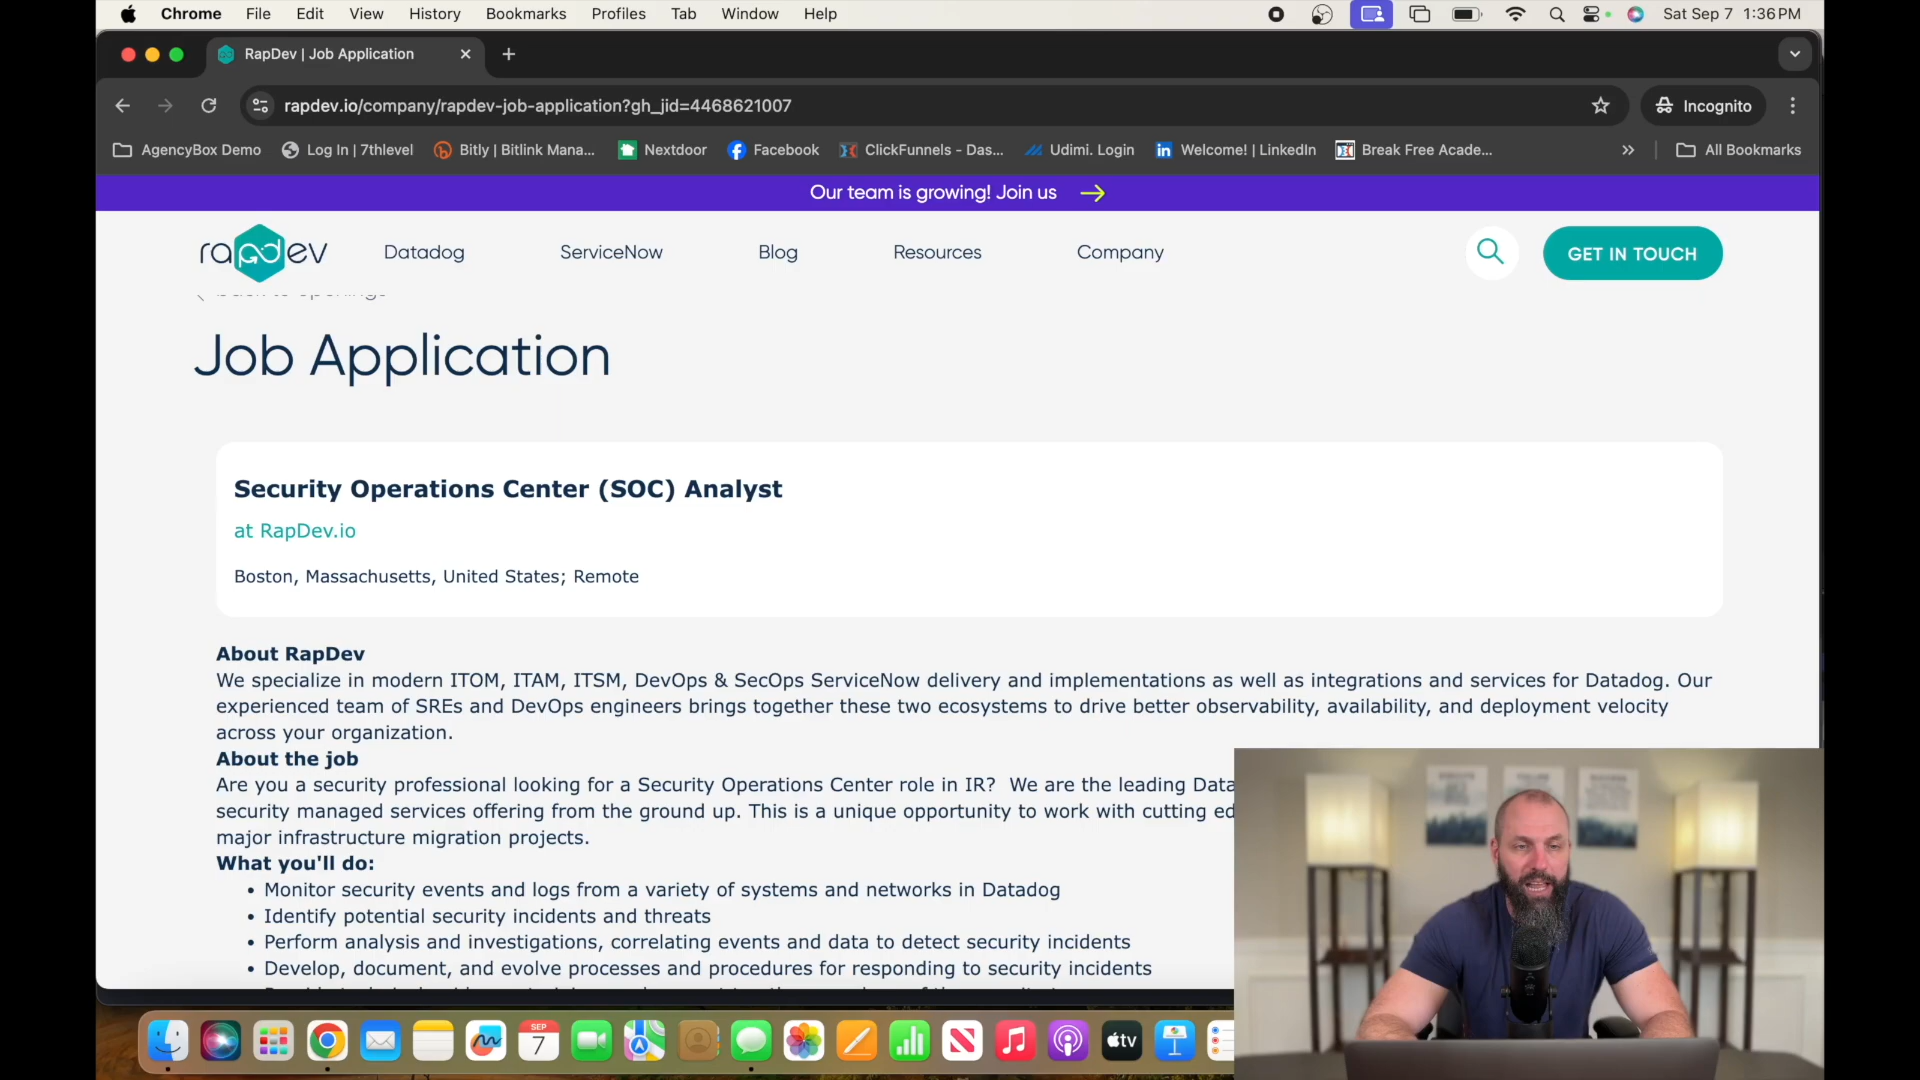 Chrome File Edit View History Bookmarks Profiles Tab Window Help Sat Sep 7 1:36 PM
RapDev | Job Application
rapdev.io/company/rapdev-job-application?gh_jid=4468621007 Incognito
AgencyBox Demo Log In | 7thlevel Bitly | Bitlink Mana... Nextdoor Facebook ClickFunnels - Das... Udimi. Login Welcome! | LinkedIn Break Free Acade... » All Bookmarks
Our team is growing! Join us
rapdev Datadog ServiceNow Blog Resources Company GET IN TOUCH
Job Application
Security Operations Center (SOC) Analyst
at RapDev.io
Boston, Massachusetts, United States; Remote
About RapDev
We specialize in modern ITOM, ITAM, ITSM, DevOps & SecOps ServiceNow delivery and implementations as well as integrations and services for Datadog. Our
experienced team of SREs and DevOps engineers brings together these two ecosystems to drive better observability, availability, and deployment velocity
across your organization.
About the job
Are you a security professional looking for a Security Operations Center role in IR? We are the leading Data
security managed services offering from the ground up. This is a unique opportunity to work with cutting ed
major infrastructure migration projects.
What you'll do:
• Monitor security events and logs from a variety of systems and networks in Datadog
• Identify potential security incidents and threats
• Perform analysis and investigations, correlating events and data to detect security incidents
• Develop, document, and evolve processes and procedures for responding to security incidents
SEP
7
tv